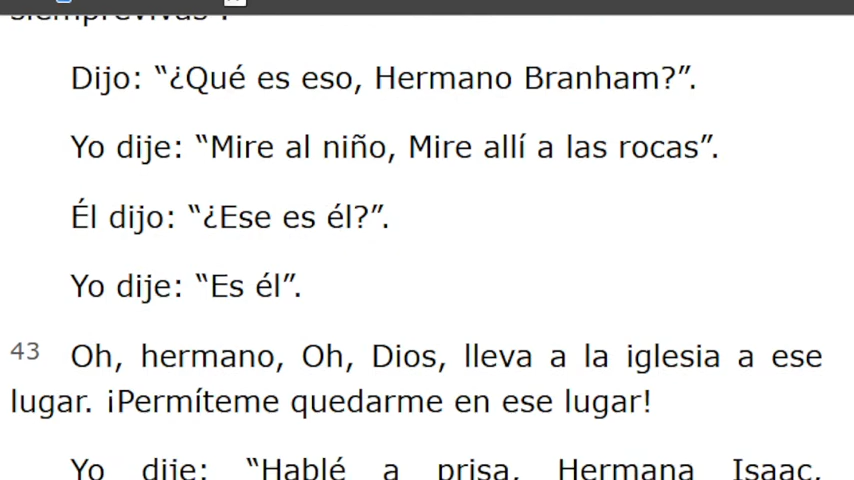 siemprevivas”.
Dijo: “¿Qué es eso, Hermano Branham?”.
Yo dije: “Mire al niño, Mire allí a las rocas”.
Él dijo: “¿Ese es él?”.
Yo dije: “Es él”.
43 Oh, hermano, Oh, Dios, lleva a la iglesia a ese
lugar. ¡Permíteme quedarme en ese lugar!
Yo dije: “Hablé a prisa, Hermana Isaac,